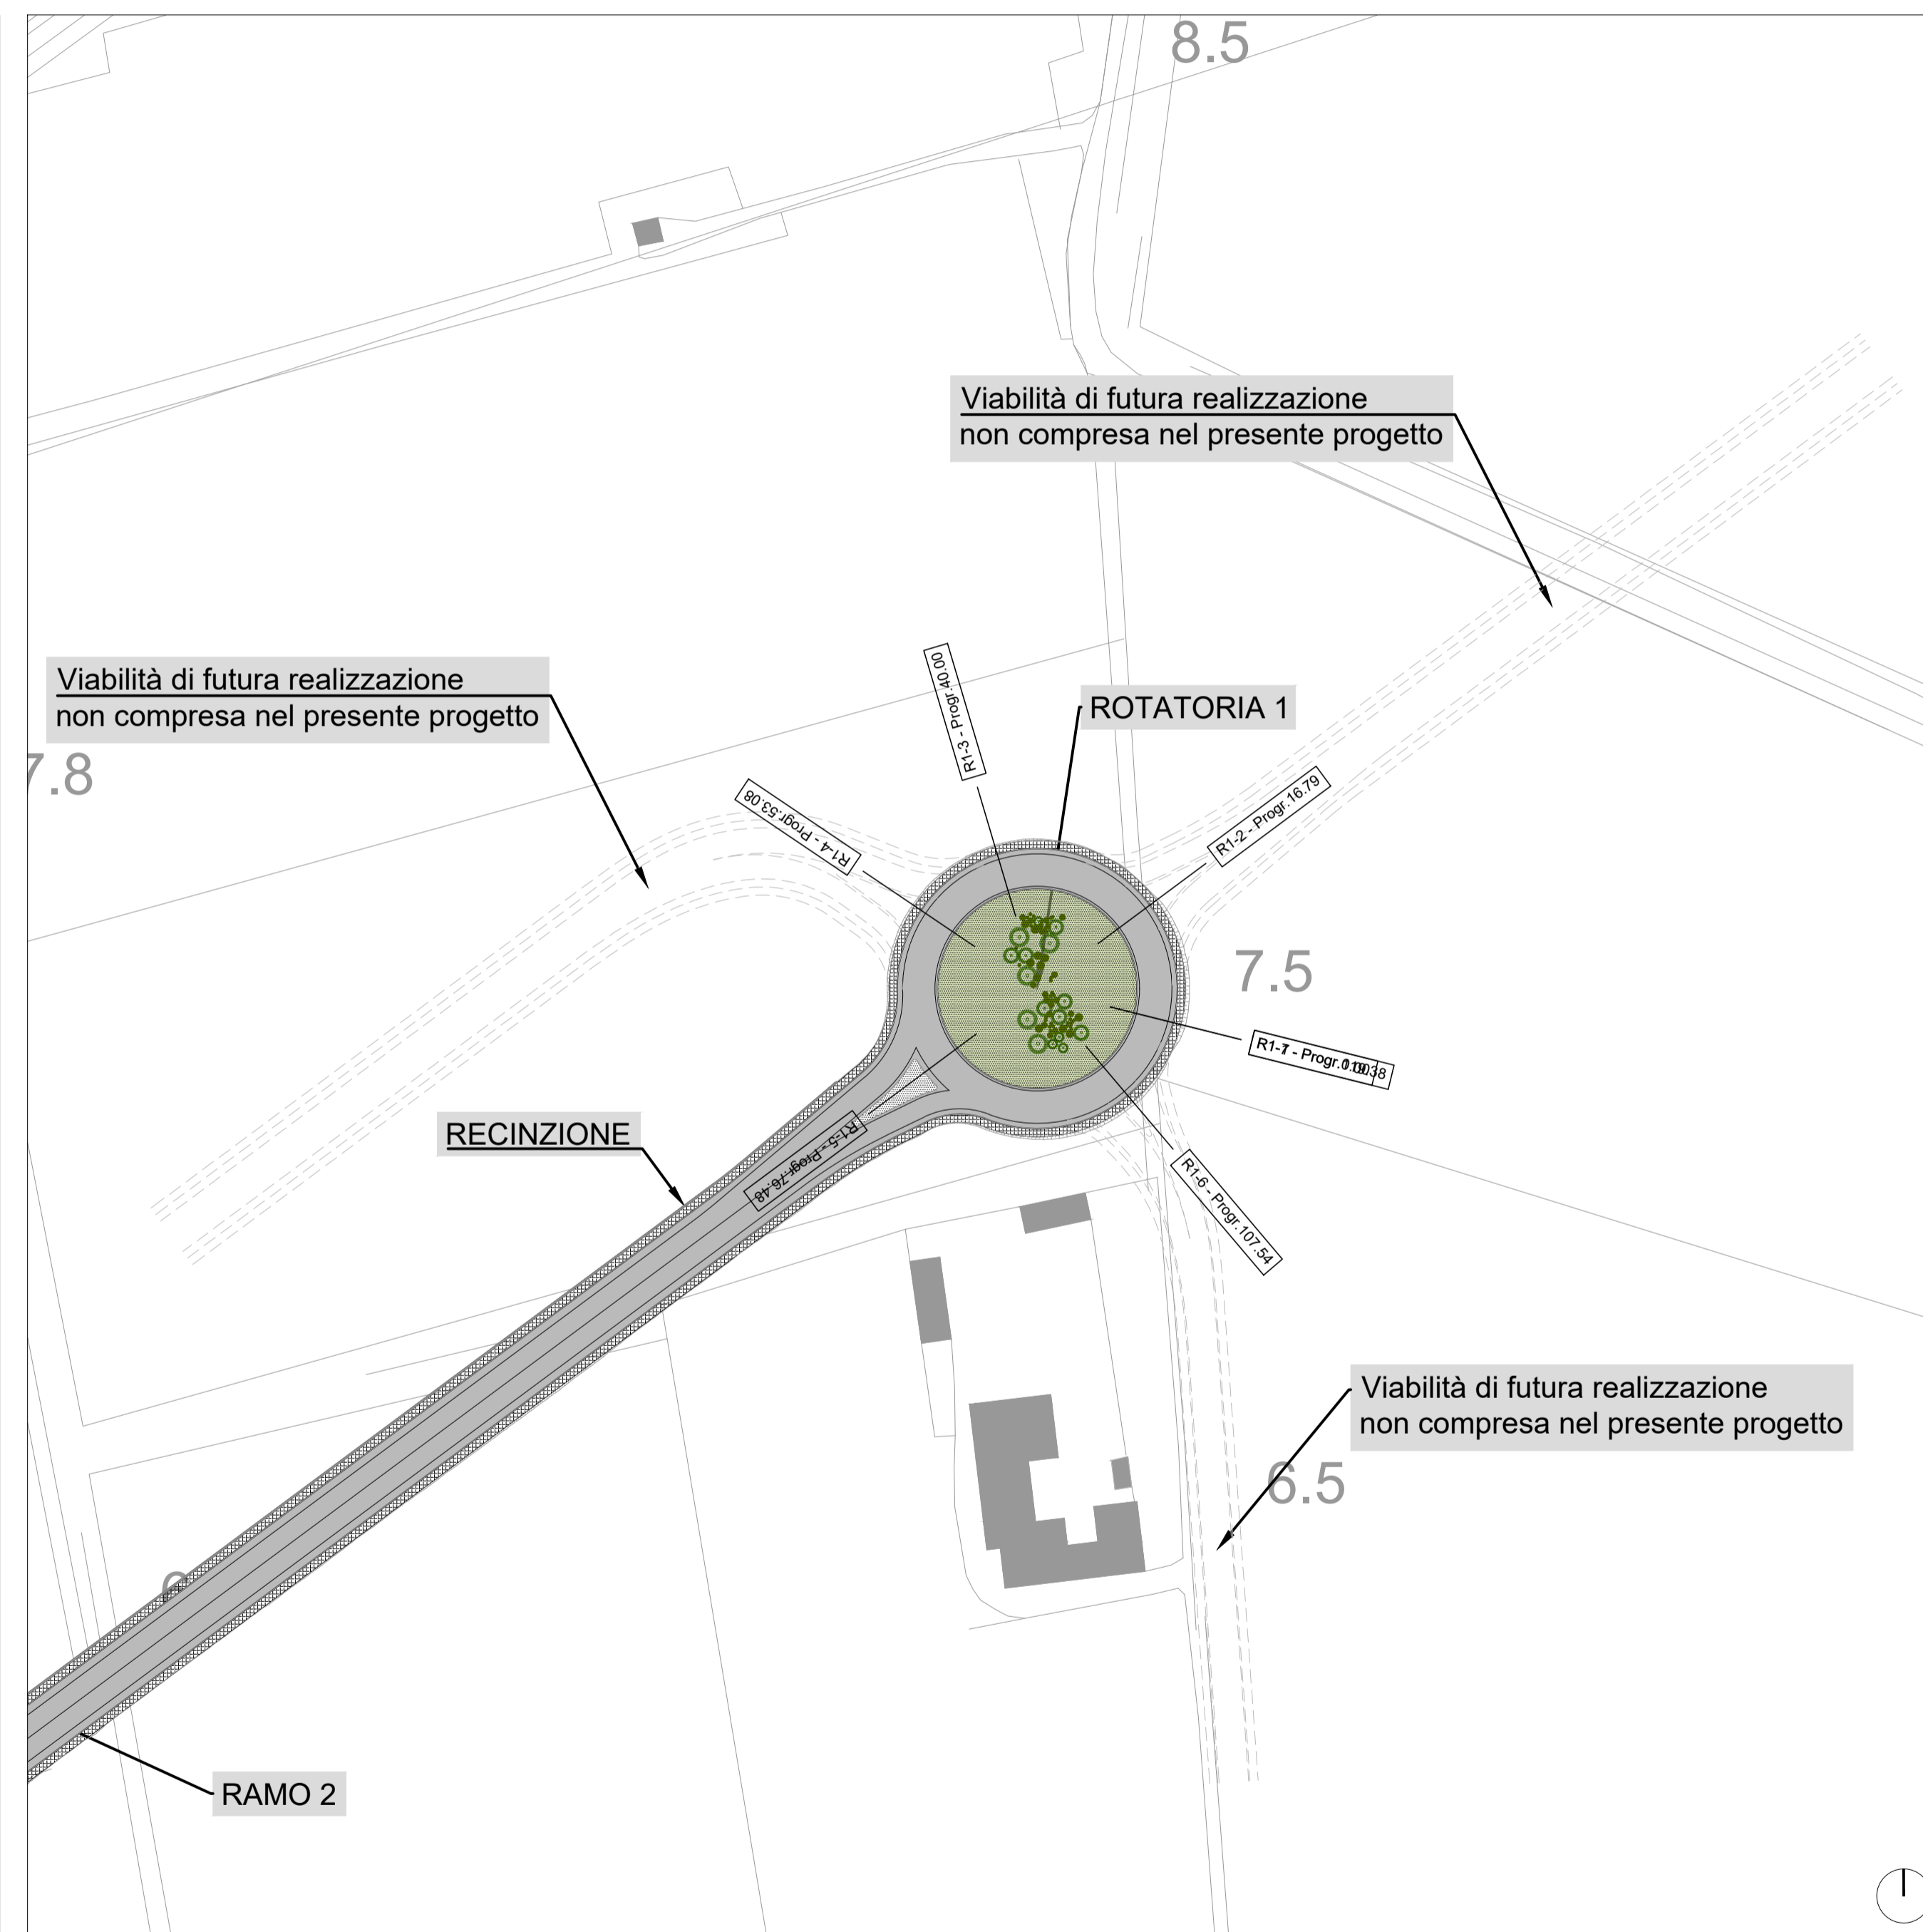 8.5
Viabilità di futura realizzazione
non compresa nel presente progetto
Viabilità di futura realizzazione
non compresa nel presente progetto
7.8
R1-3 - Progr.40.00
ROTATORIA 1
R1-4 - Progr.53.08
R1-2 - Progr.16.79
7.5
RECINZIONE
R1-5 - Progr.76.48
R1-6 - Progr.107.54
Viabilità di futura realizzazione
non compresa nel presente progetto
6.5
RAMO 2